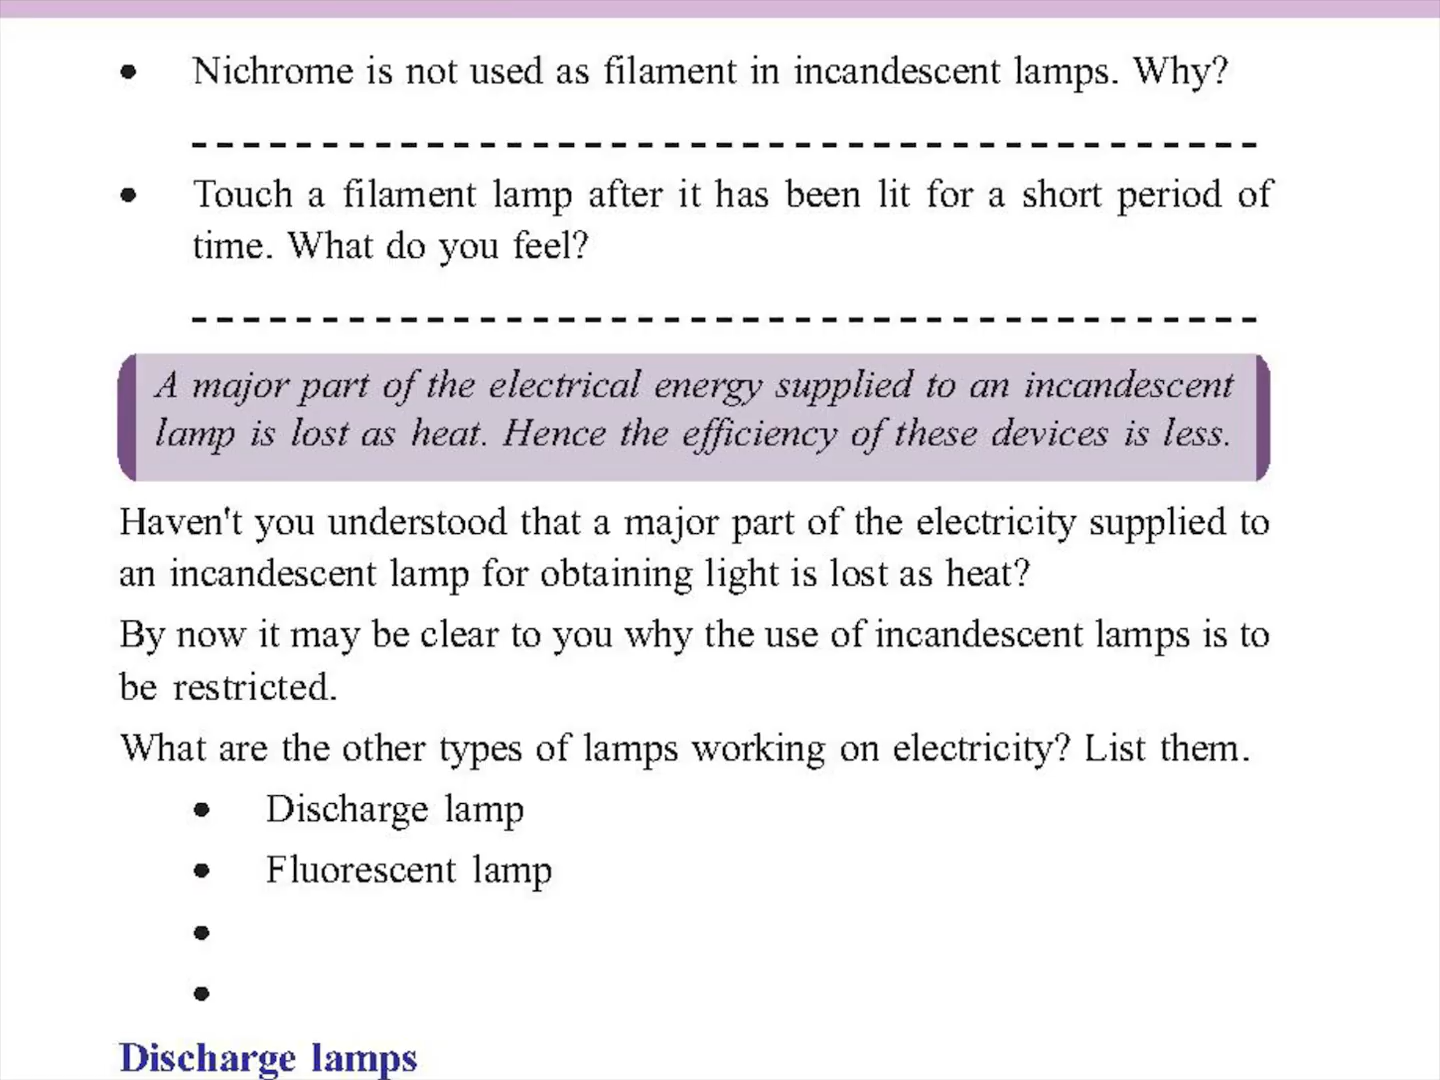 • Nichrome is not used as filament in incandescent lamps. Why?
• Touch a filament lamp after it has been lit for a short period of
time. What do you feel?
A major part of the electrical energy supplied to an incandescent
lamp is lost as heat. Hence the efficiency of these devices is less.
Haven't you understood that a major part of the electricity supplied to
an incandescent lamp for obtaining light is lost as heat?
By now it may be clear to you why the use of incandescent lamps is to
be restricted.
What are the other types of lamps working on electricity? List them.
• Discharge lamp
• Fluorescent lamp
•
•
Discharge lamps